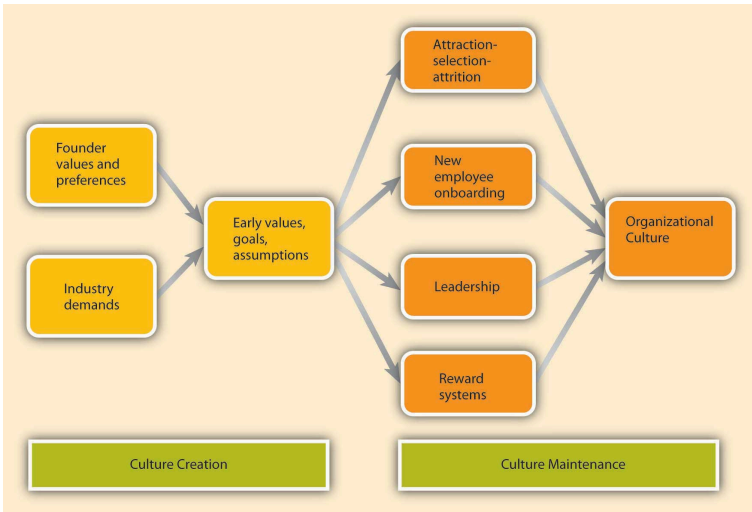 Founder
values and
preferences
Industry
demands
Early values,
goals,
assumptions
Attraction-
selection-
attrition
New
employee
onboarding
Leadership
Reward
systems
Organizational
Culture
Culture Creation
Culture Maintenance